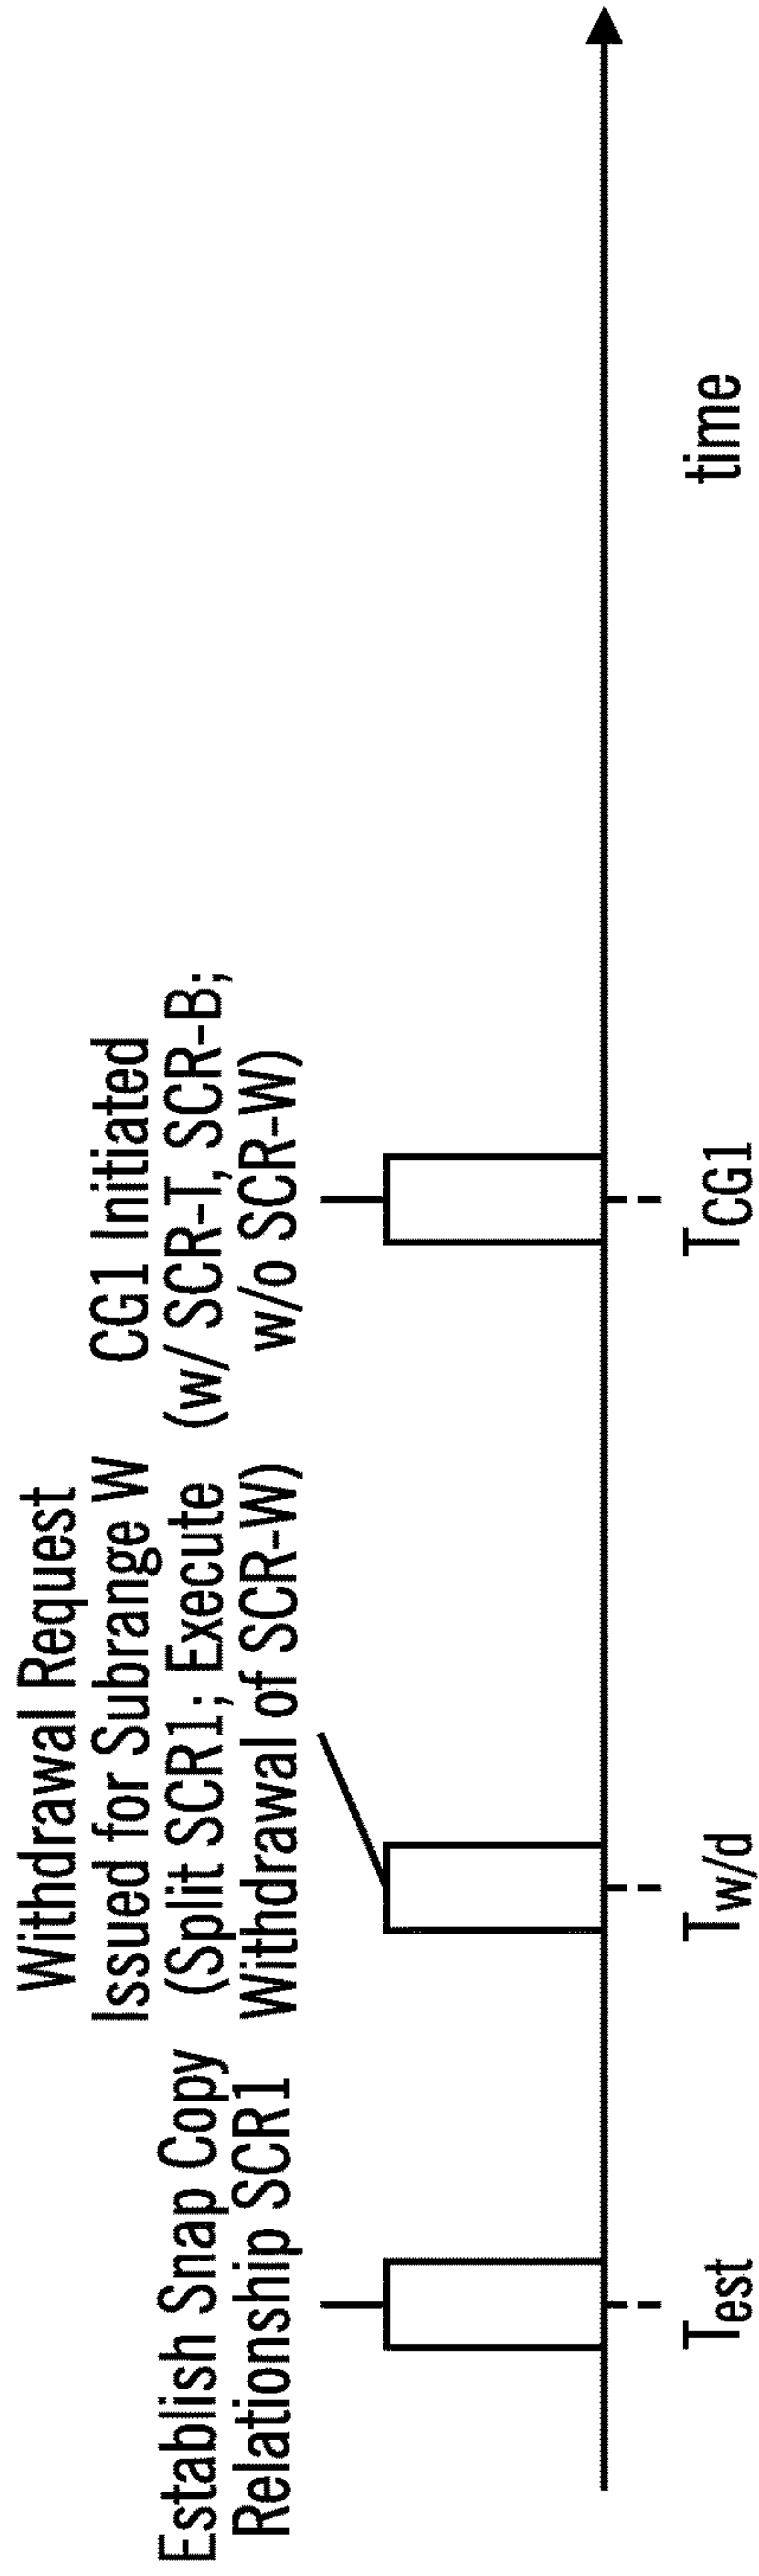 Establish Snap Copy
Relationship SCR1
Withdrawal Request
Issued for Subrange W
(Split SCR1; Execute
Withdrawal of SCR-W)
CG1 Initiated
(w/ SCR-T, SCR-B;
w/o SCR-W)
Test
Tw/d
TCG1
time